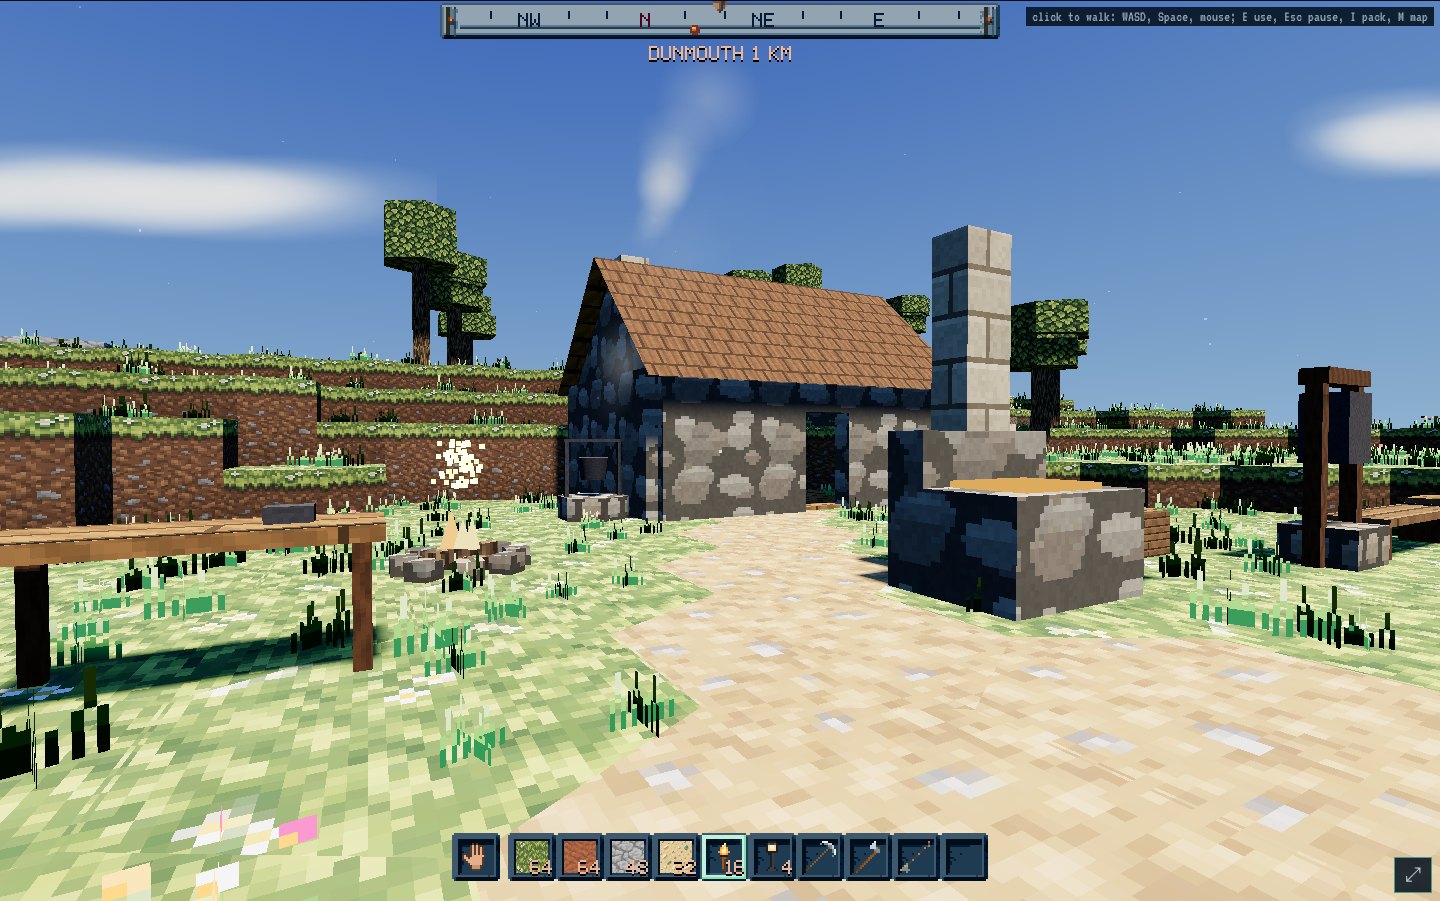 NW N NE E
click to walk: WASD, Space, mouse; E use, Esc pause, I pack, M map
DUNMOUTH 1 KM
64 64 48 32 16 4